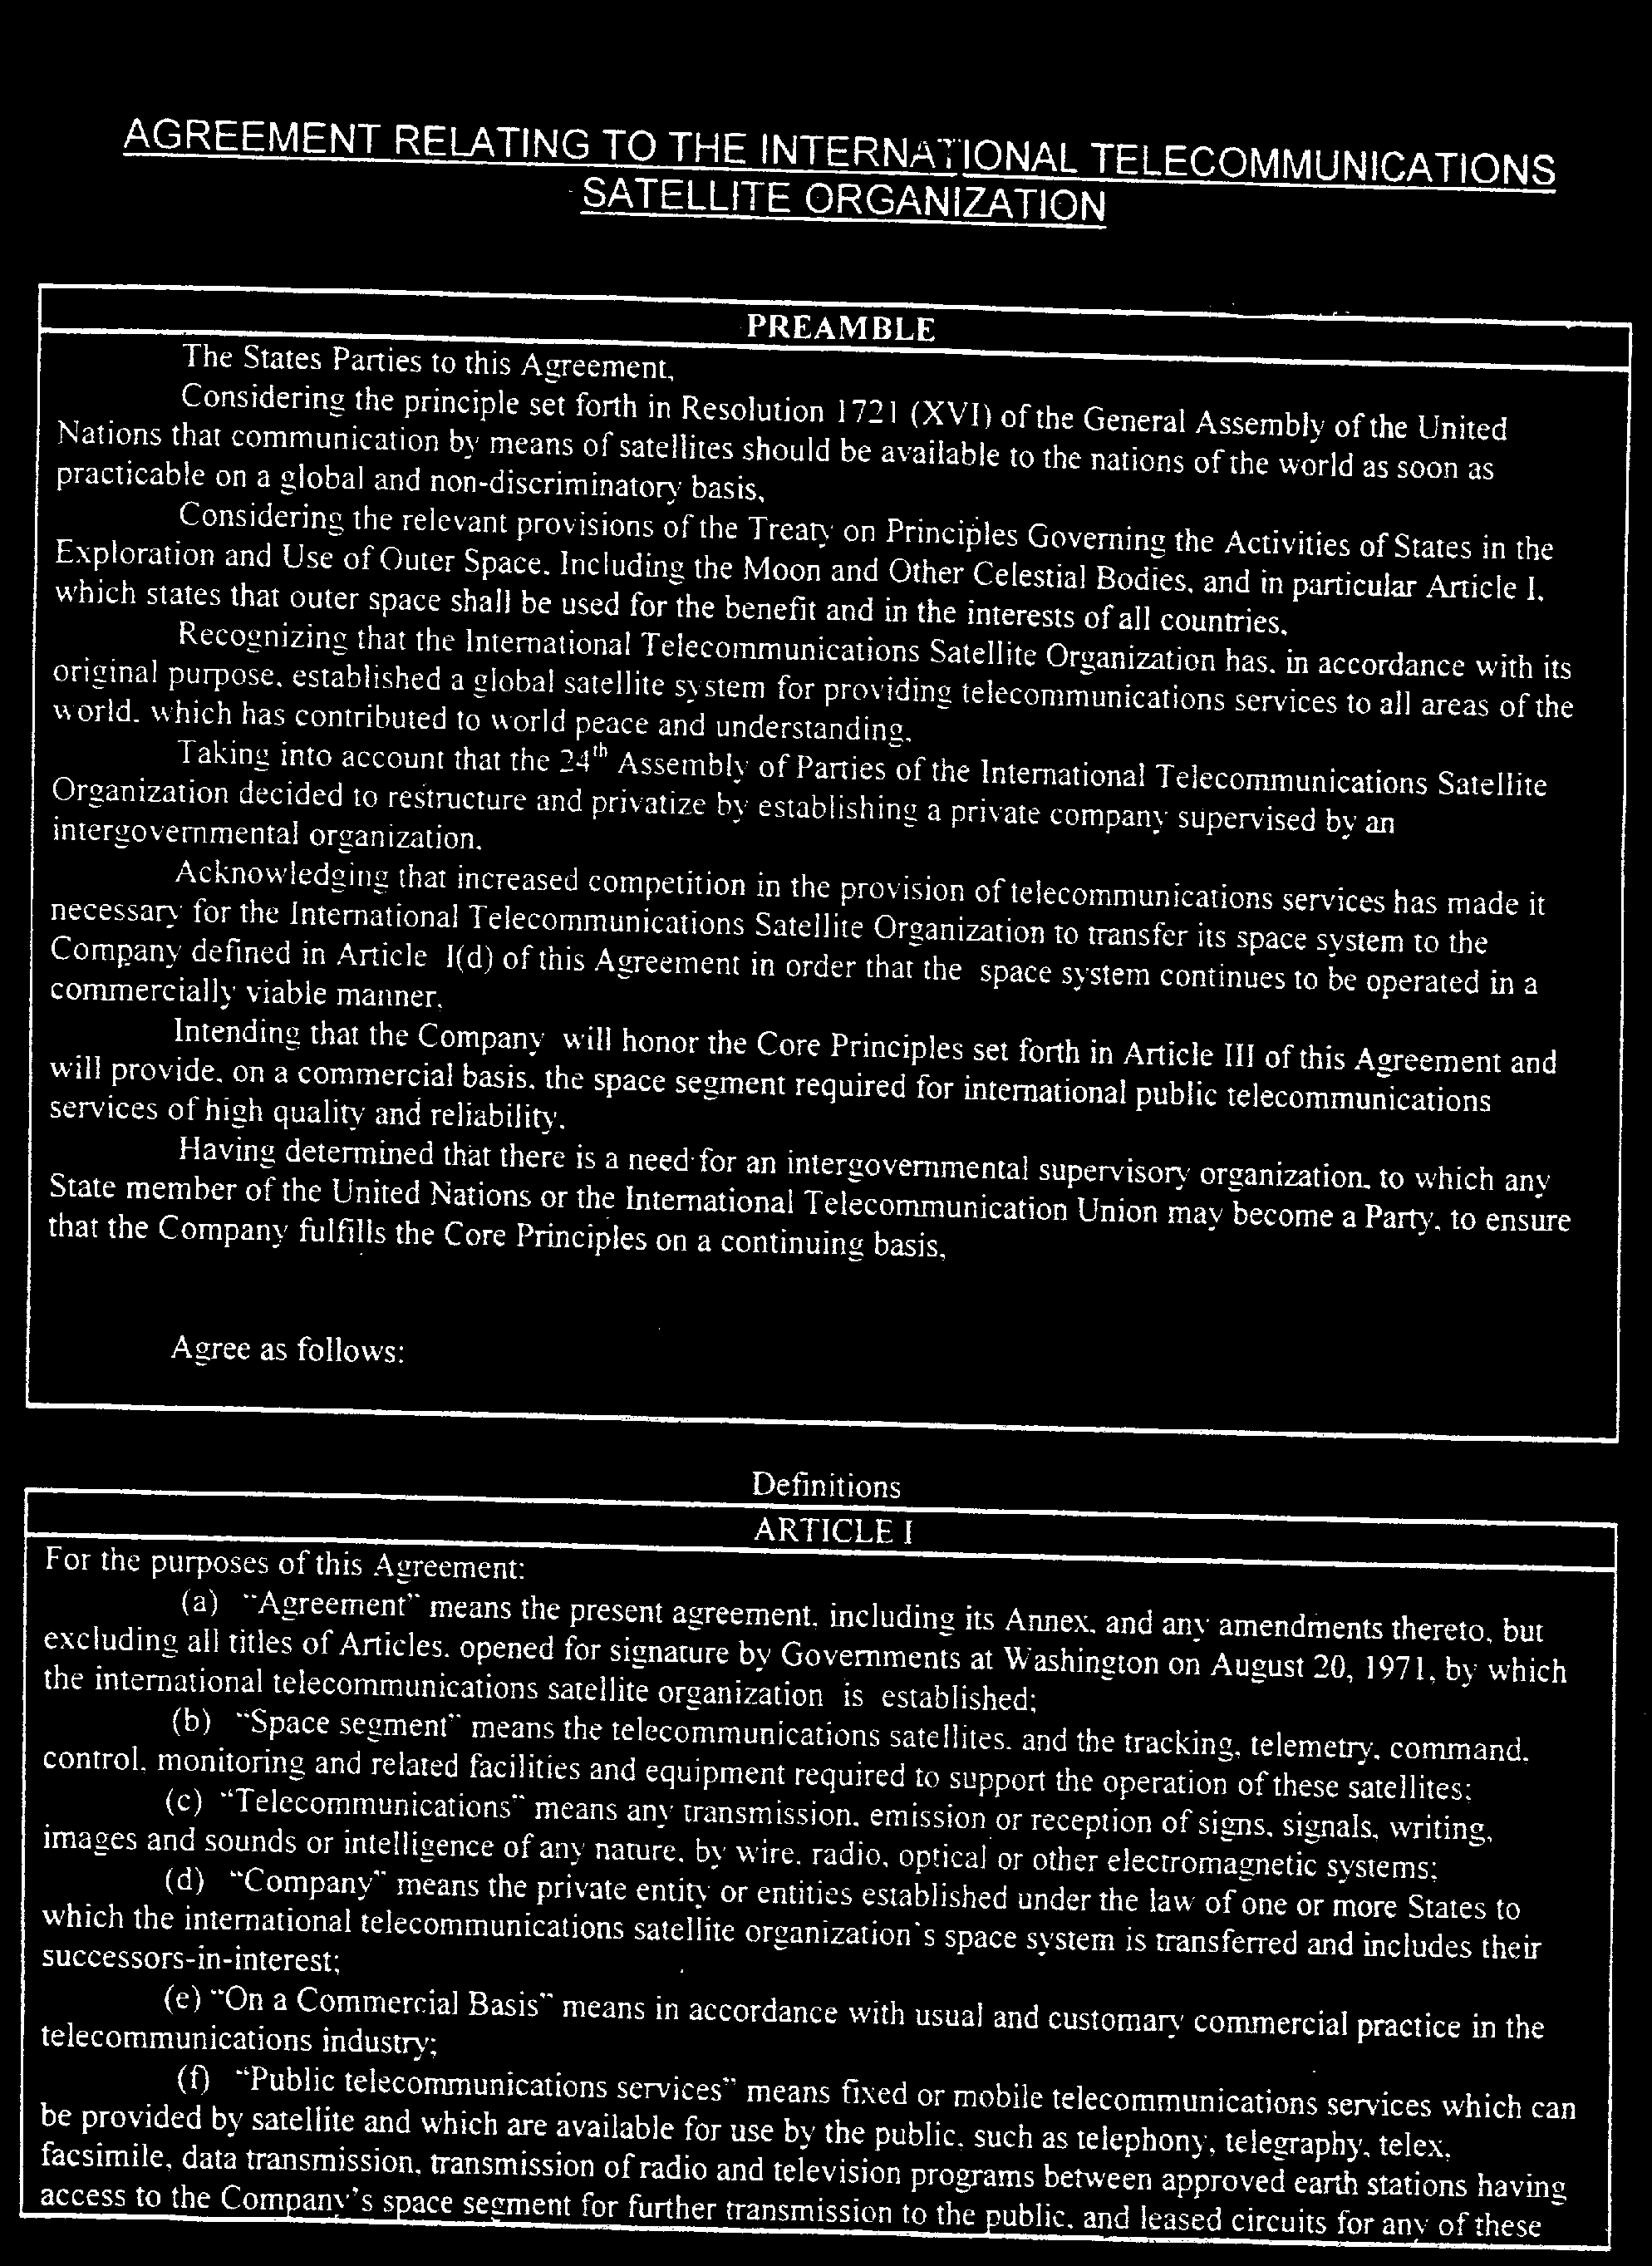 AGREEMENT RELATING TO THE INTERNATIONAL TELECOMMUNICATIONS
SATELLITE ORGANIZATION
PREAMBLE
The States Parties to this Agreement,
Considering the principle set forth in Resolution 1721 (XVI) of the General Assembly of the United
Nations that communication by means of satellites should be available to the nations of the world as soon as
practicable on a global and non-discriminatory basis,
Considering the relevant provisions of the Treaty on Principles Governing the Activities of States in the
Exploration and Use of Outer Space, Including the Moon and Other Celestial Bodies, and in particular Article I,
which states that outer space shall be used for the benefit and in the interests of all countries,
Recognizing that the International Telecommunications Satellite Organization has, in accordance with its
original purpose, established a global satellite system for providing telecommunications services to all areas of the
world, which has contributed to world peace and understanding,
Taking into account that the 24th Assembly of Parties of the International Telecommunications Satellite
Organization decided to restructure and privatize by establishing a private company supervised by an
intergovernmental organization,
Acknowledging that increased competition in the provision of telecommunications services has made it
necessary for the International Telecommunications Satellite Organization to transfer its space system to the
Company defined in Article I(d) of this Agreement in order that the space system continues to be operated in a
commercially viable manner,
Intending that the Company will honor the Core Principles set forth in Article III of this Agreement and
will provide, on a commercial basis, the space segment required for international public telecommunications
services of high quality and reliability,
Having determined that there is a need for an intergovernmental supervisory organization, to which any
State member of the United Nations or the International Telecommunication Union may become a Party, to ensure
that the Company fulfills the Core Principles on a continuing basis,
Agree as follows:
Definitions
ARTICLE I
For the purposes of this Agreement:
(a) "Agreement" means the present agreement, including its Annex, and any amendments thereto, but
excluding all titles of Articles, opened for signature by Governments at Washington on August 20, 1971, by which
the international telecommunications satellite organization is established;
(b) "Space segment" means the telecommunications satellites, and the tracking, telemetry, command,
control, monitoring and related facilities and equipment required to support the operation of these satellites;
(c) "Telecommunications" means any transmission, emission or reception of signs, signals, writing,
images and sounds or intelligence of any nature, by wire, radio, optical or other electromagnetic systems;
(d) "Company" means the private entity or entities established under the law of one or more States to
which the international telecommunications satellite organization's space system is transferred and includes their
successors-in-interest;
(e) "On a Commercial Basis" means in accordance with usual and customary commercial practice in the
telecommunications industry;
(f) "Public telecommunications services" means fixed or mobile telecommunications services which can
be provided by satellite and which are available for use by the public, such as telephony, telegraphy, telex,
facsimile, data transmission, transmission of radio and television programs between approved earth stations having
access to the Company's space segment for further transmission to the public, and leased circuits for any of these